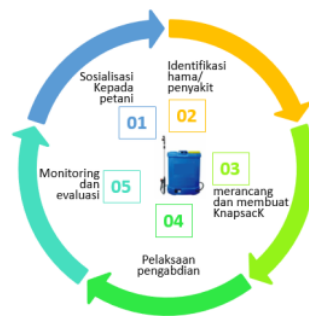 Sosialisasi
Kepada
petani
01
Identifikasi
hama/
penyakit
02
03
merancang
dan membuat
KnapsacK
04
Pelaksaan
pengabdian
Monitoring
dan
evaluasi
05